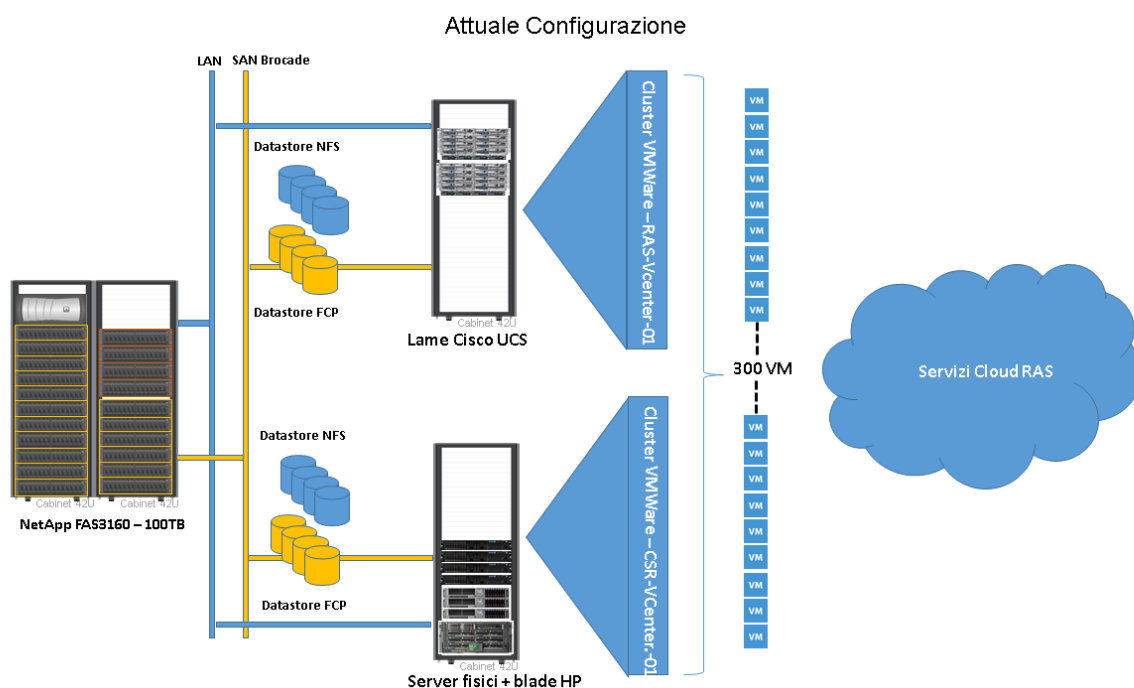 Attuale Configurazione
LAN
SAN Brocade
Datastore NFS
Datastore FCP
Cabinet 42U
Lame Cisco UCS
Cluster VMWare – RAS-Vcenter-01
Cabinet 42U
Cabinet 42U
NetApp FAS3160 – 100TB
Datastore NFS
Datastore FCP
Cabinet 42U
Server fisici + blade HP
Cluster VMWare – CSR-VCenter.-01
VM
VM
VM
VM
VM
VM
VM
VM
VM
300 VM
VM
VM
VM
VM
VM
VM
VM
VM
VM
Servizi Cloud RAS